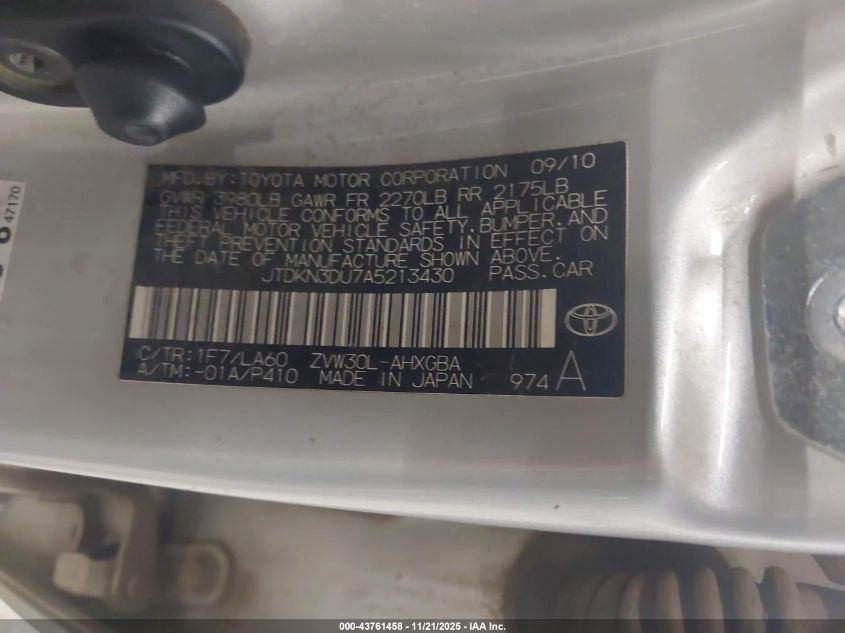 MFD. BY: TOYOTA MOTOR CORPORATION 09/10
GVWR 3980LB GAWR FR 2270LB RR 2175LB
THIS VEHICLE CONFORMS TO ALL APPLICABLE
FEDERAL MOTOR VEHICLE SAFETY, BUMPER, AND
THEFT PREVENTION STANDARDS IN EFFECT ON
THE DATE OF MANUFACTURE SHOWN ABOVE.
JTDKN3DU7A5213430 PASS. CAR
C/TR: 1F7/LA60 ZVW30L-AHXGBA
A/TM: -01A/P410 MADE IN JAPAN 974 A
47170
000-43761458 - 11/21/2025 - IAA Inc.